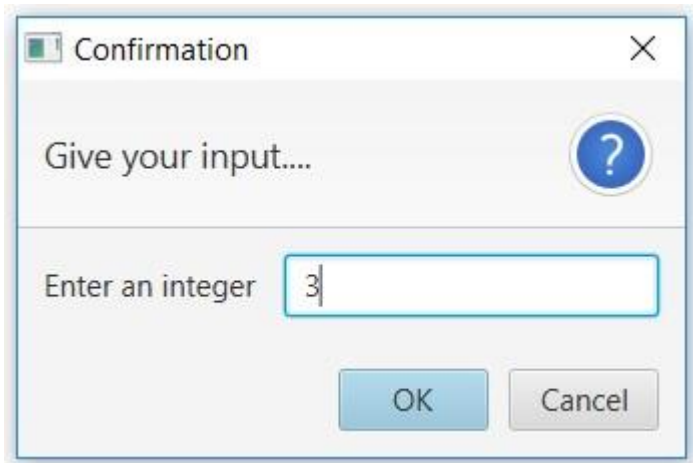 Confirmation
Give your input....
?
Enter an integer 3
OK Cancel